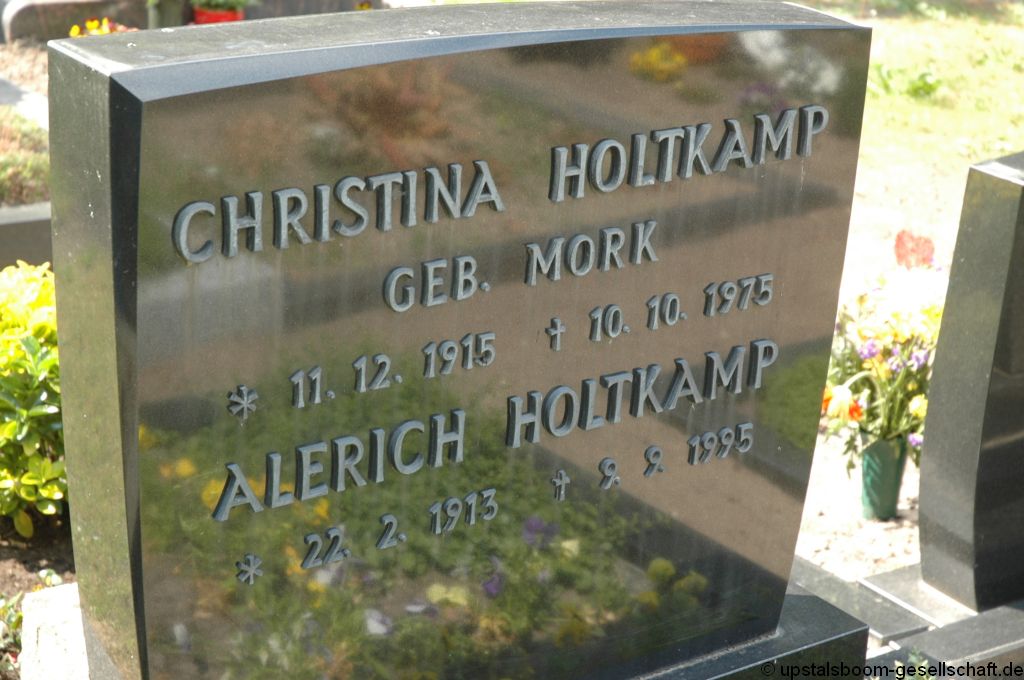 CHRISTINA HOLTKAMP
GEB. MORK
* 11. 12. 1915 † 10. 10. 1975
ALERICH HOLTKAMP
* 22. 2. 1913 † 9. 9. 1995
© upstalsboom-gesellschaft.de